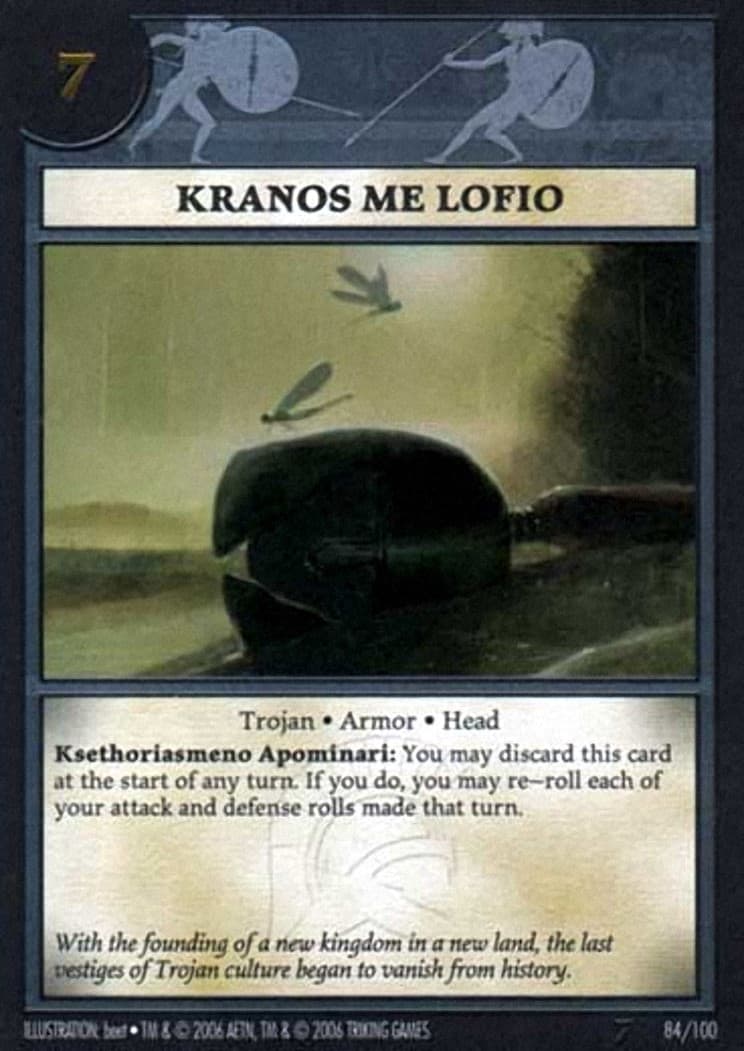 7
KRANOS ME LOFIO
Trojan • Armor • Head
Ksethoriasmeno Apominari: You may discard this card
at the start of any turn. If you do, you may re–roll each of
your attack and defense rolls made that turn.
With the founding of a new kingdom in a new land, the last
vestiges of Trojan culture began to vanish from history.
ILLUSTRATION: • TM & © 2006 AETN, TM & © 2006 TRIKING GAMES
7
84/100